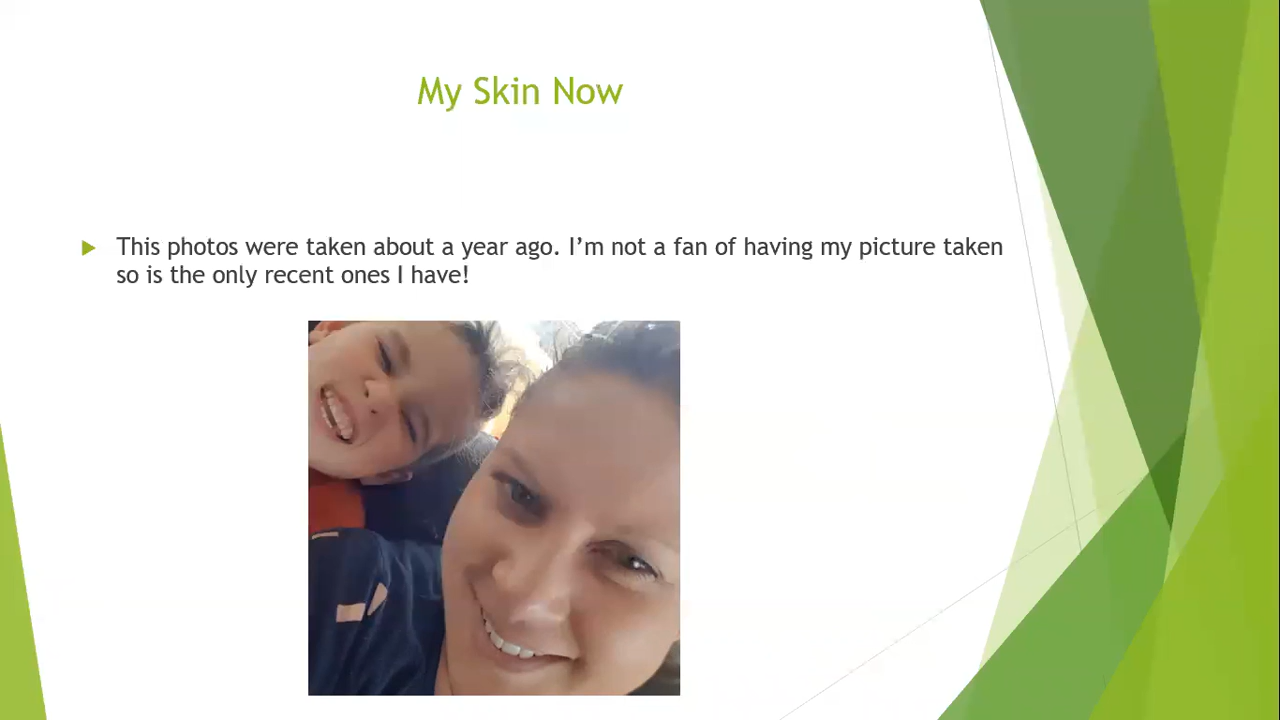 My Skin Now
This photos were taken about a year ago. I’m not a fan of having my picture taken
so is the only recent ones I have!